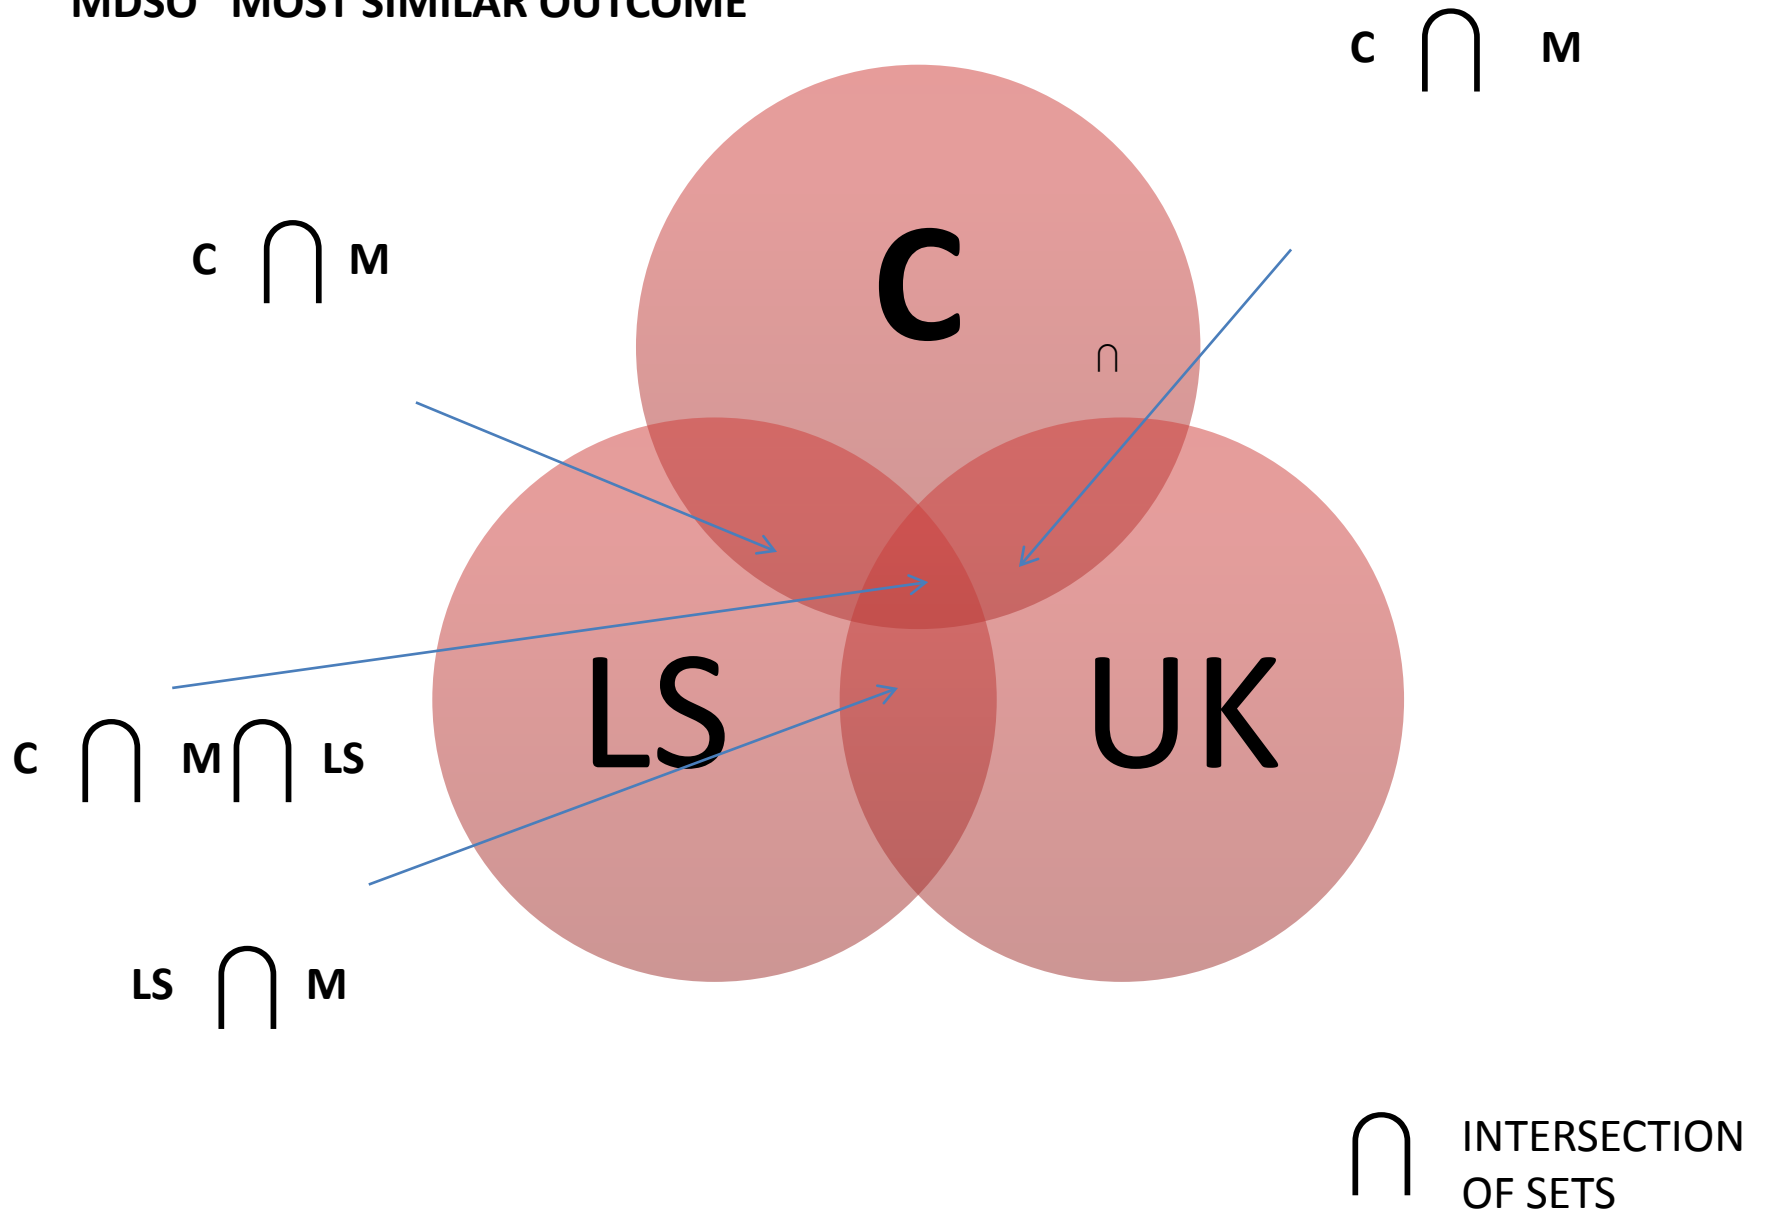 MDSO MOST SIMILAR OUTCOME
C ⋂ M
C ⋂ M
C
⋂
LS
UK
C ⋂ M ⋂ LS
LS ⋂ M
⋂ INTERSECTION
OF SETS